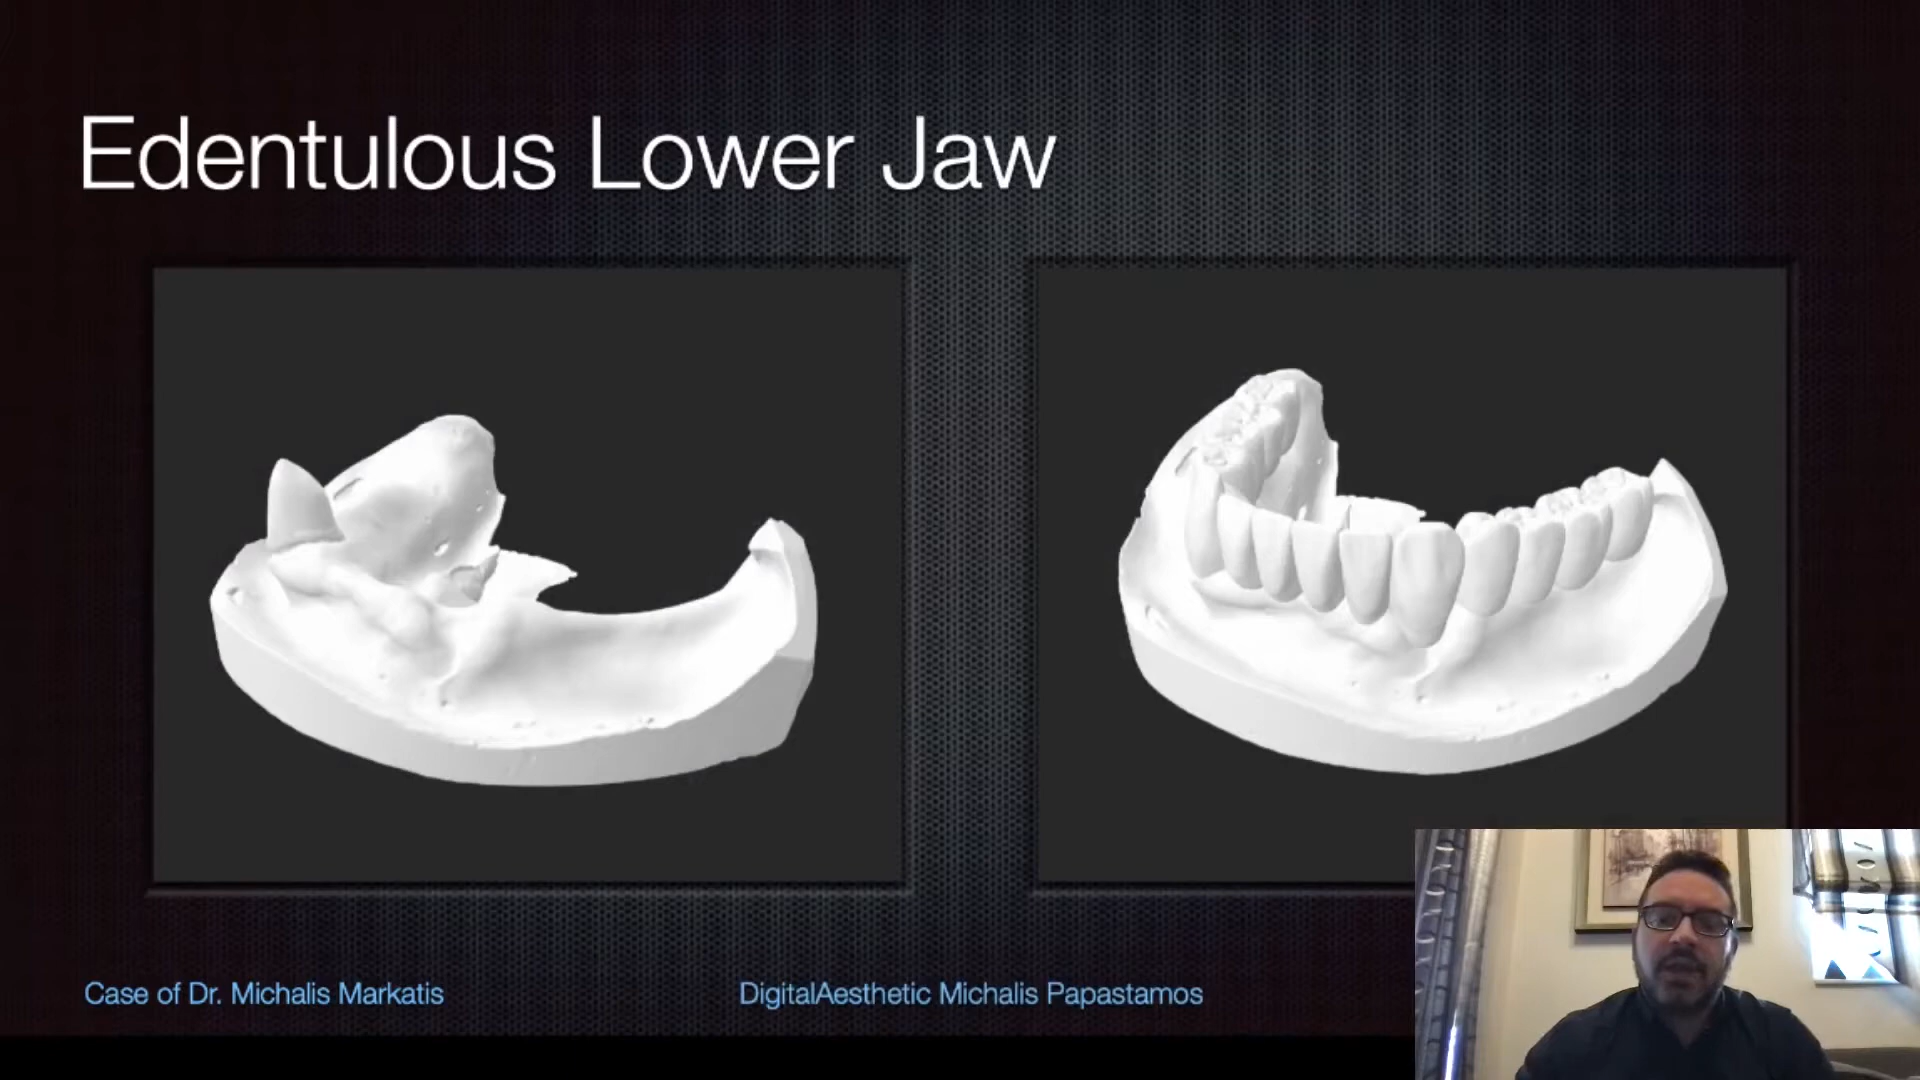 Edentulous Lower Jaw
Case of Dr. Michalis Markatis
DigitalAesthetic Michalis Papastamos